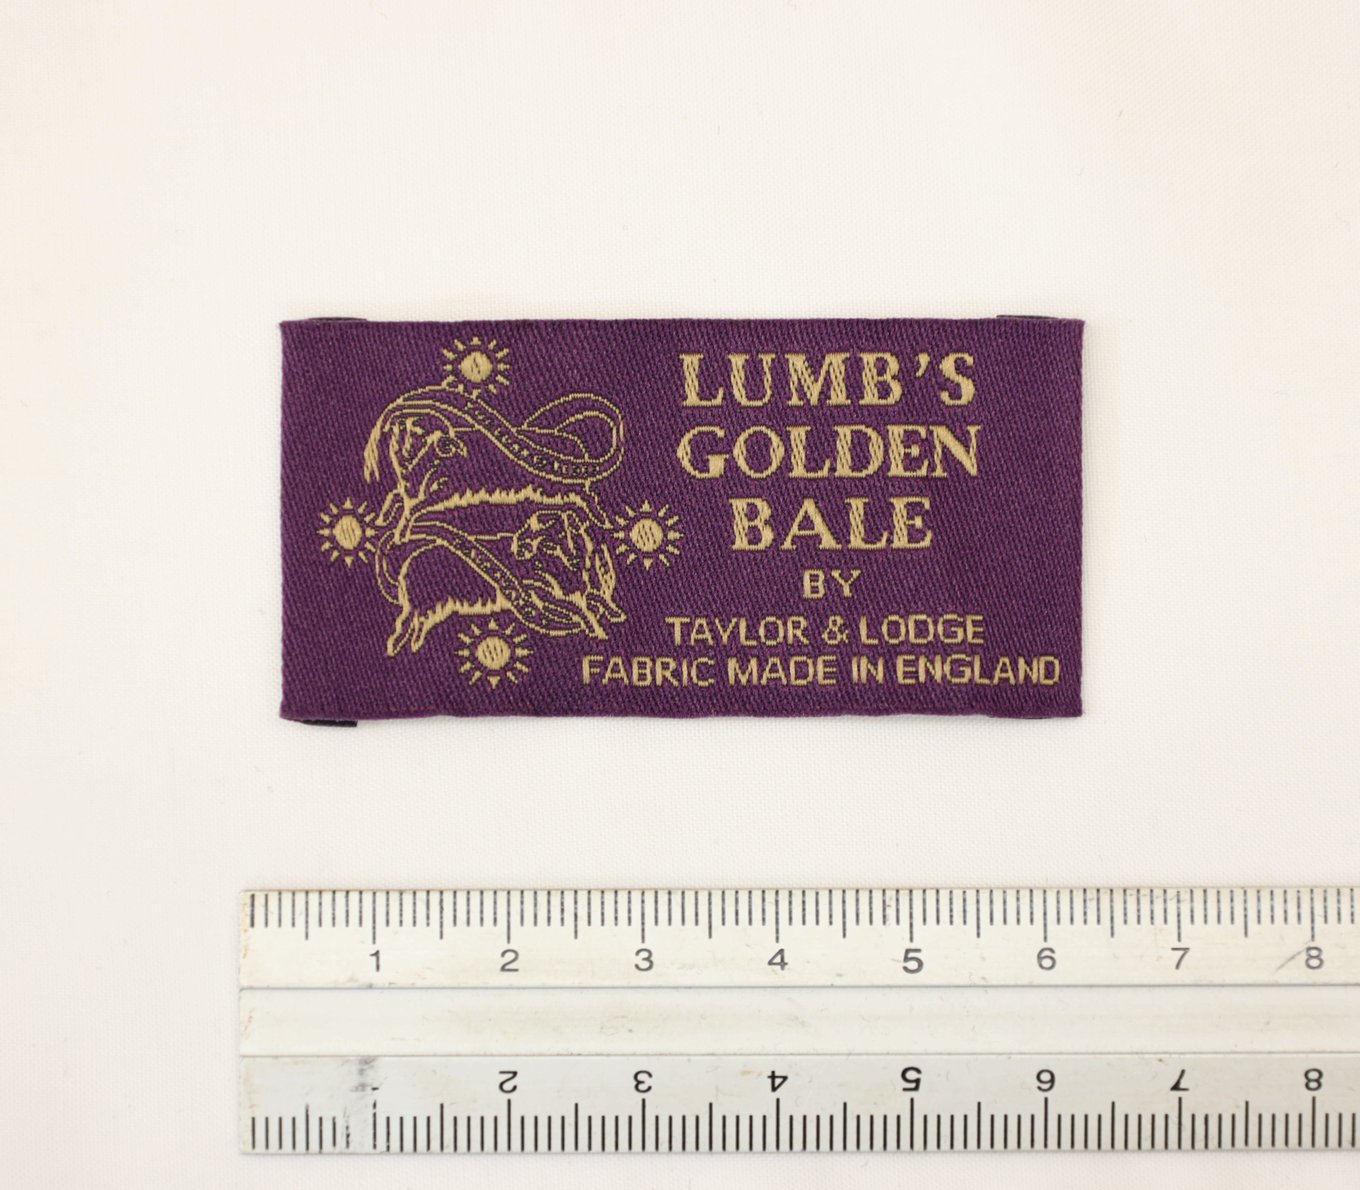 LUMB'S
GOLDEN
BALE
BY
TAYLOR & LODGE
FABRIC MADE IN ENGLAND
1 2 3 4 5 6 7 8
2 3 4 5 6 7 8